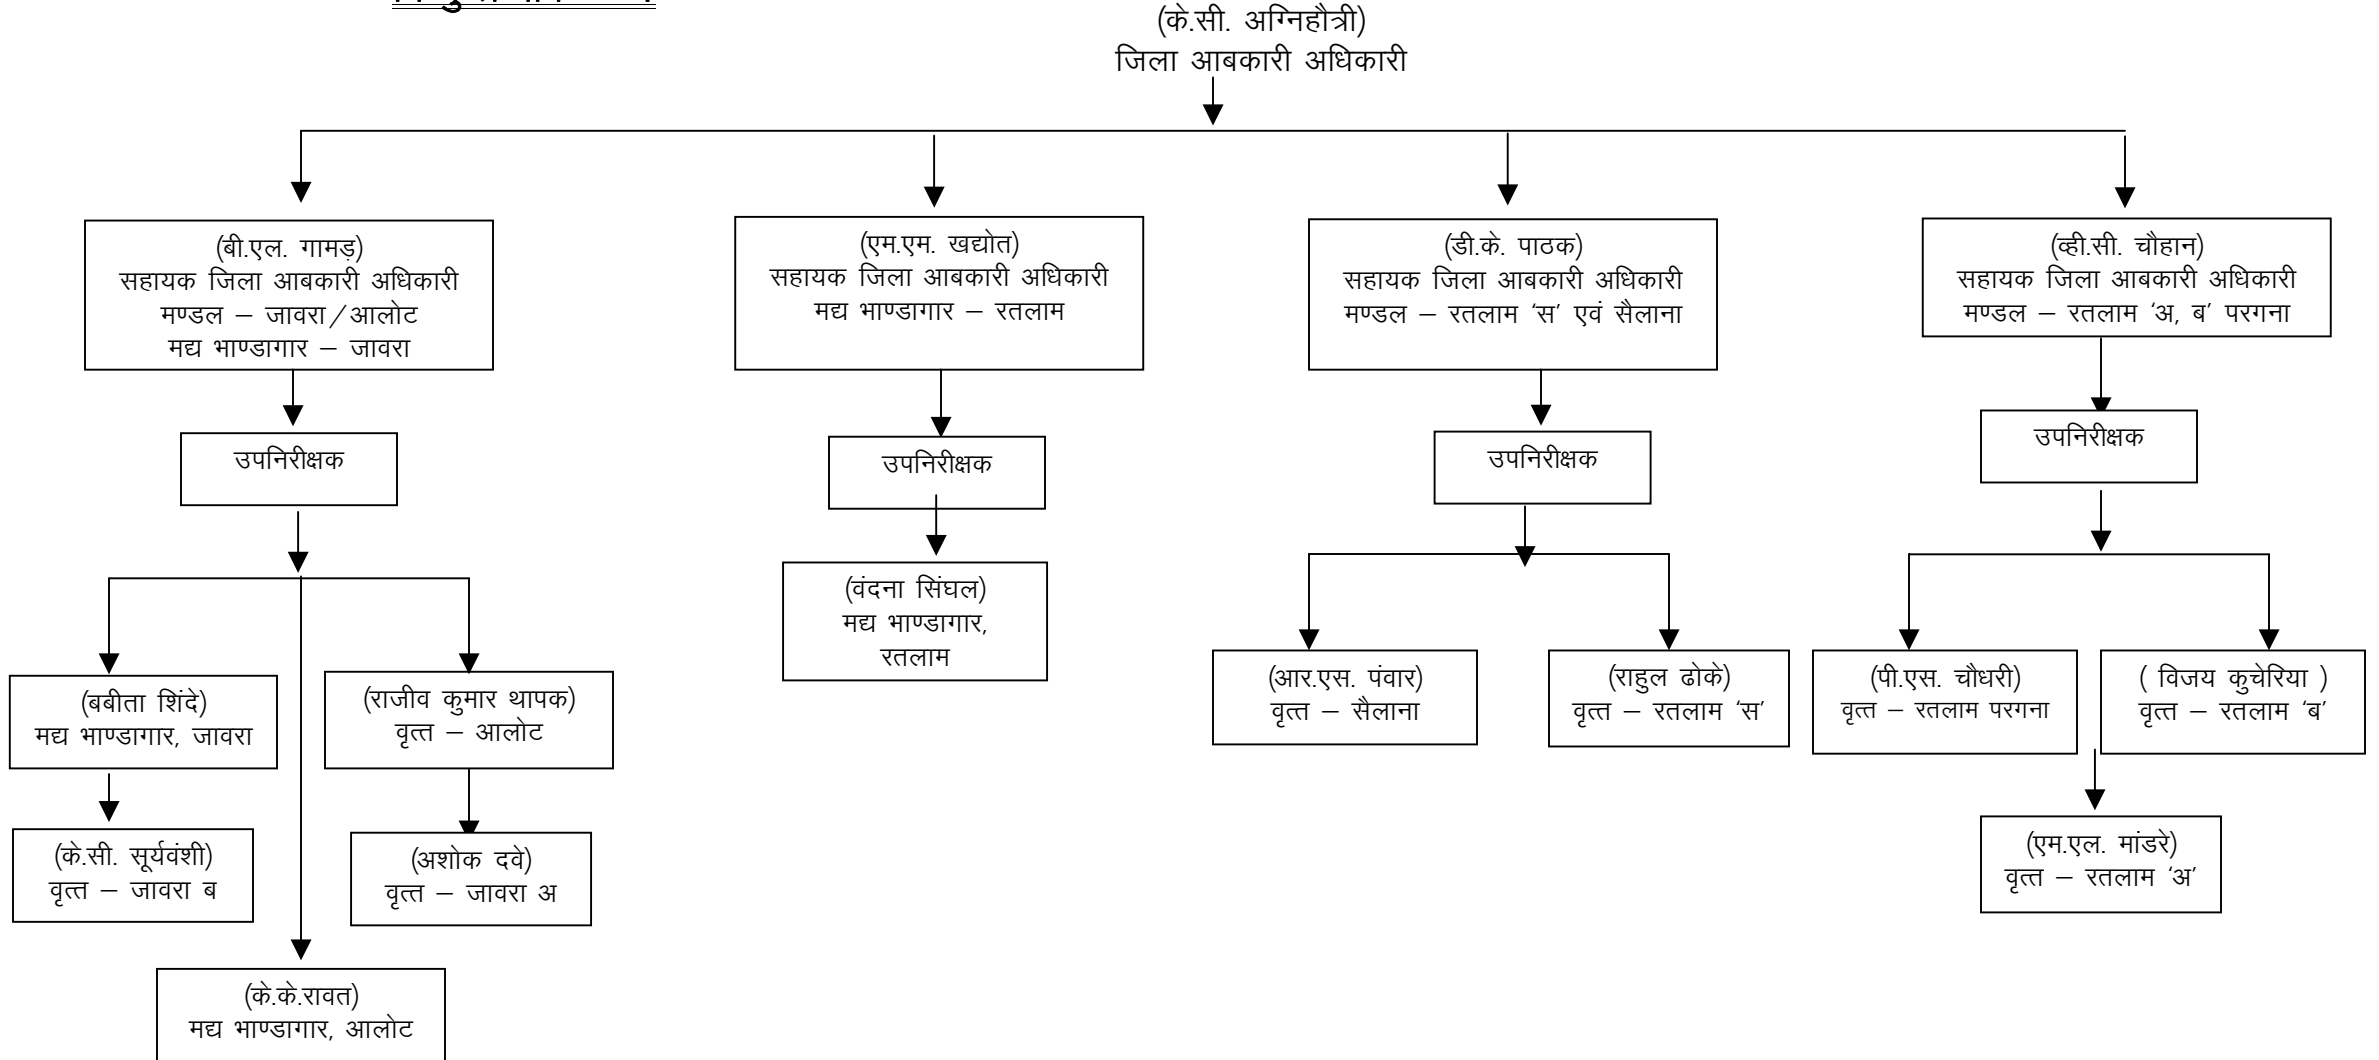 (के.सी. अग्निहौत्री)
जिला आबकारी अधिकारी
(बी.एल. गामड़)
सहायक जिला आबकारी अधिकारी
मण्डल – जावरा/आलोट
मद्य भाण्डागार – जावरा
(एम.एम. खद्योत)
सहायक जिला आबकारी अधिकारी
मद्य भाण्डागार – रतलाम
(डी.के. पाठक)
सहायक जिला आबकारी अधिकारी
मण्डल – रतलाम ‘स’ एवं सैलाना
(व्ही.सी. चौहान)
सहायक जिला आबकारी अधिकारी
मण्डल – रतलाम ‘अ, ब’ परगना
उपनिरीक्षक
उपनिरीक्षक
उपनिरीक्षक
उपनिरीक्षक
(वंदना सिंघल)
मद्य भाण्डागार,
रतलाम
(बबीता शिंदे)
मद्य भाण्डागार, जावरा
(राजीव कुमार थापक)
वृत्त – आलोट
(आर.एस. पंवार)
वृत्त – सैलाना
(राहुल ढोके)
वृत्त – रतलाम ‘स’
(पी.एस. चौधरी)
वृत्त – रतलाम परगना
( विजय कुचेरिया )
वृत्त – रतलाम ‘ब’
(के.सी. सूर्यवंशी)
वृत्त – जावरा ब
(अशोक दवे)
वृत्त – जावरा अ
(एम.एल. मांडरे)
वृत्त – रतलाम ‘अ’
(के.के.रावत)
मद्य भाण्डागार, आलोट